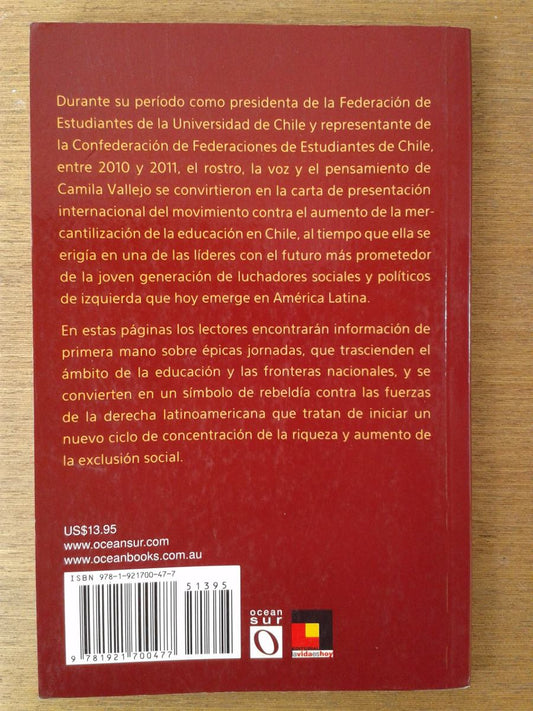 Durante su período como presidenta de la Federación de
Estudiantes de la Universidad de Chile y representante de
la Confederación de Federaciones de Estudiantes de Chile,
entre 2010 y 2011, el rostro, la voz y el pensamiento de
Camila Vallejo se convirtieron en la carta de presentación
internacional del movimiento contra el aumento de la mer-
cantilización de la educación en Chile, al tiempo que ella se
erigía en una de las líderes con el futuro más prometedor
de la joven generación de luchadores sociales y políticos
de izquierda que hoy emerge en América Latina.
En estas páginas los lectores encontrarán información de
primera mano sobre épicas jornadas, que trascienden el
ámbito de la educación y las fronteras nacionales, y se
convierten en un símbolo de rebeldía contra las fuerzas
de la derecha latinoamericana que tratan de iniciar un
nuevo ciclo de concentración de la riqueza y aumento de
la exclusión social.
US$13.95
www.oceansur.com
www.oceanbooks.com.au
ISBN 978-1-921700-47-7
51395
9 781921 700477
ocean
sur
lavidaeshoy